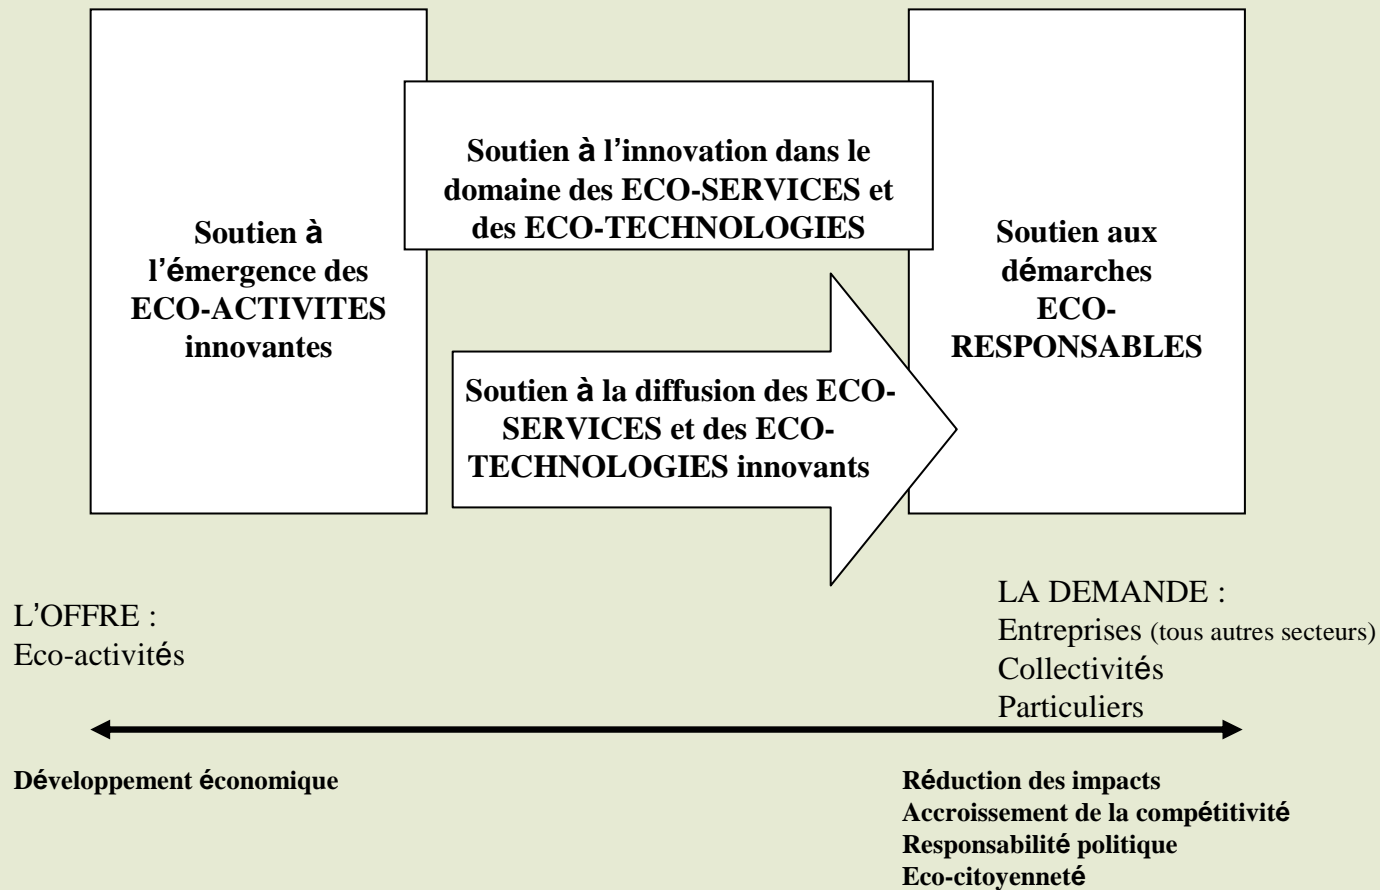 Soutien à
l’émergence des
ECO-ACTIVITES
innovantes
Soutien à l’innovation dans le
domaine des ECO-SERVICES et
des ECO-TECHNOLOGIES
Soutien à la diffusion des ECO-
SERVICES et des ECO-
TECHNOLOGIES innovants
Soutien aux
démarches
ECO-
RESPONSABLES
L’OFFRE :
Eco-activités
LA DEMANDE :
Entreprises (tous autres secteurs)
Collectivités
Particuliers
Développement économique
Réduction des impacts
Accroissement de la compétitivité
Responsabilité politique
Eco-citoyenneté